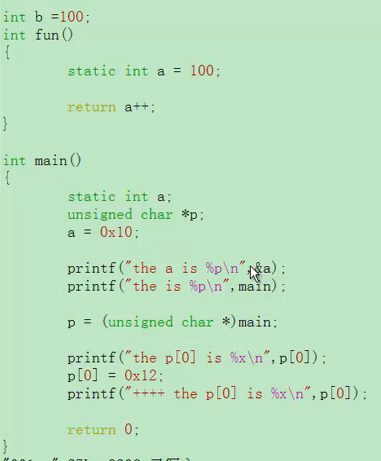 int b =100;
int fun()
{
static int a = 100;
return a++;
}
int main()
{
static int a;
unsigned char *p;
a = 0x10;
printf("the a is %p\n",&a);
printf("the is %p\n",main);
p = (unsigned char *)main;
printf("the p[0] is %x\n",p[0]);
p[0] = 0x12;
printf("++++ the p[0] is %x\n",p[0]);
return 0;
}